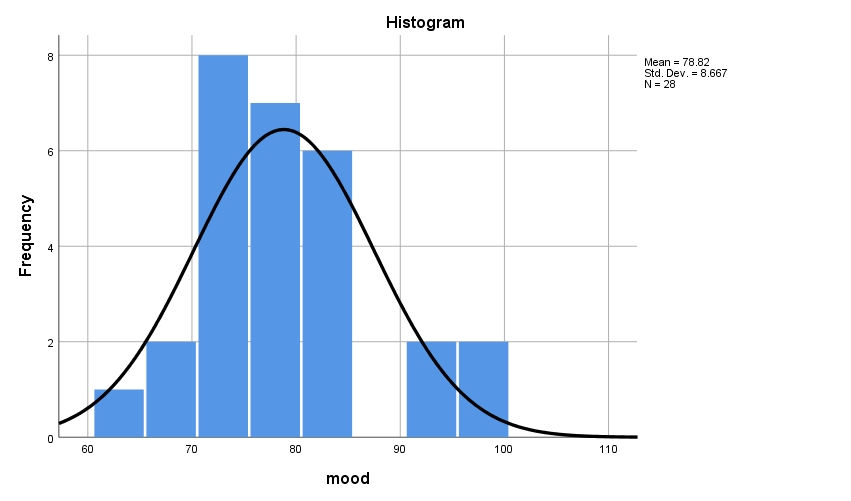 Histogram
Mean = 78.82
Std. Dev. = 8.667
N = 28
Frequency
8
6
4
2
0
60 70 80 90 100 110
mood